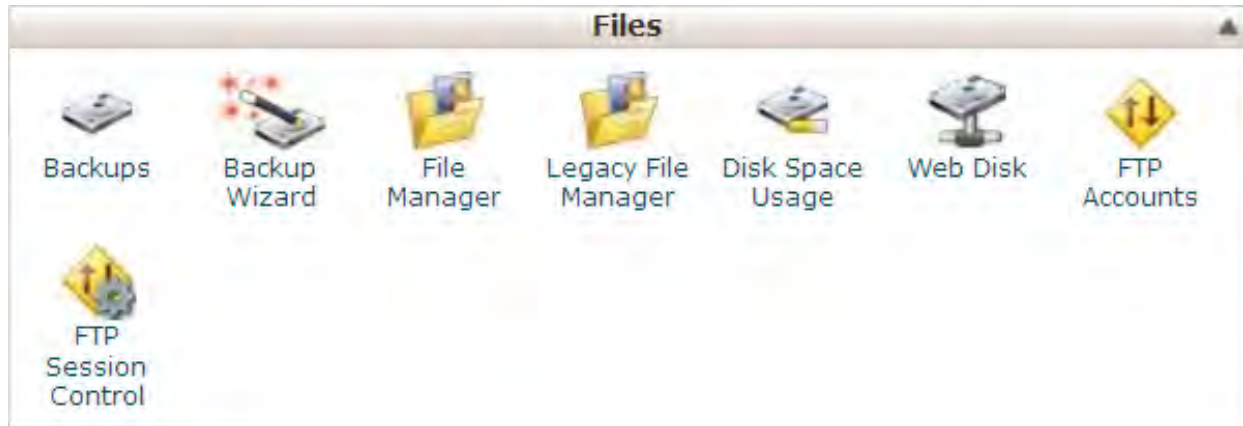 Files
Backups
Backup
Wizard
File
Manager
Legacy File
Manager
Disk Space
Usage
Web Disk
FTP
Accounts
FTP
Session
Control